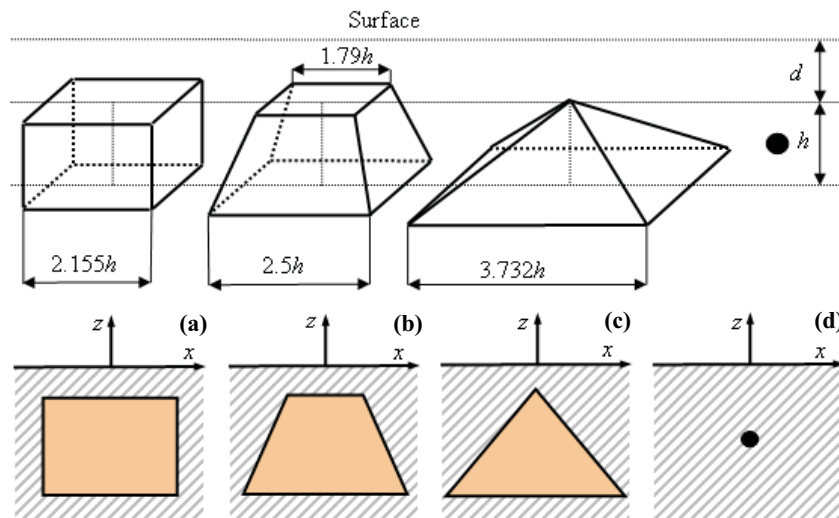 Surface
1.79h
d
h
2.155h
2.5h
3.732h
z (a) z (b) z (c) z (d)
x x x x